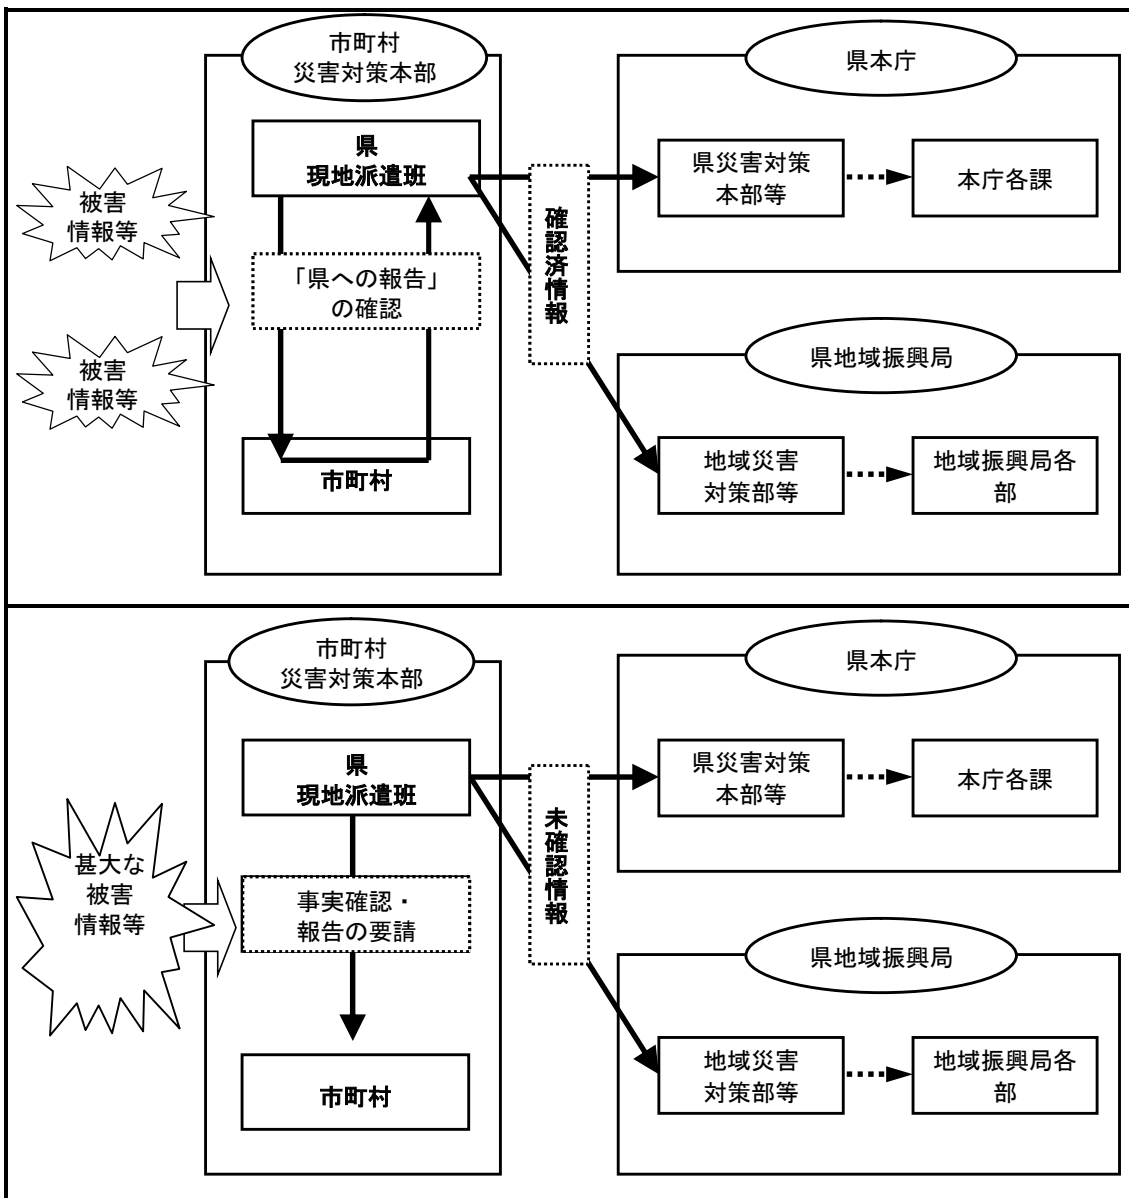 市町村
災害対策本部
県
現地派遣班
被害
情報等
「県への報告」
の確認
被害
情報等
市町村
確認済情報
県本庁
県災害対策
本部等
本庁各課
県地域振興局
地域災害
対策部等
地域振興局各
部
市町村
災害対策本部
県
現地派遣班
甚大な
被害
情報等
事実確認・
報告の要請
市町村
未確認情報
県本庁
県災害対策
本部等
本庁各課
県地域振興局
地域災害
対策部等
地域振興局各
部